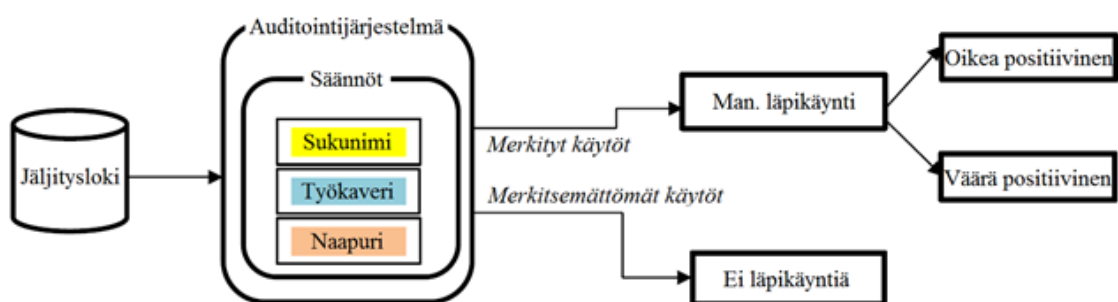 Auditointijärjestelmä
Säännöt
Sukunimi
Työkaveri
Naapuri
Jäljitysloki
Merkityt käytöt
Merkitsemättömät käytöt
Man. läpikäynti
Oikea positiivinen
Väärä positiivinen
Ei läpikäyntiä